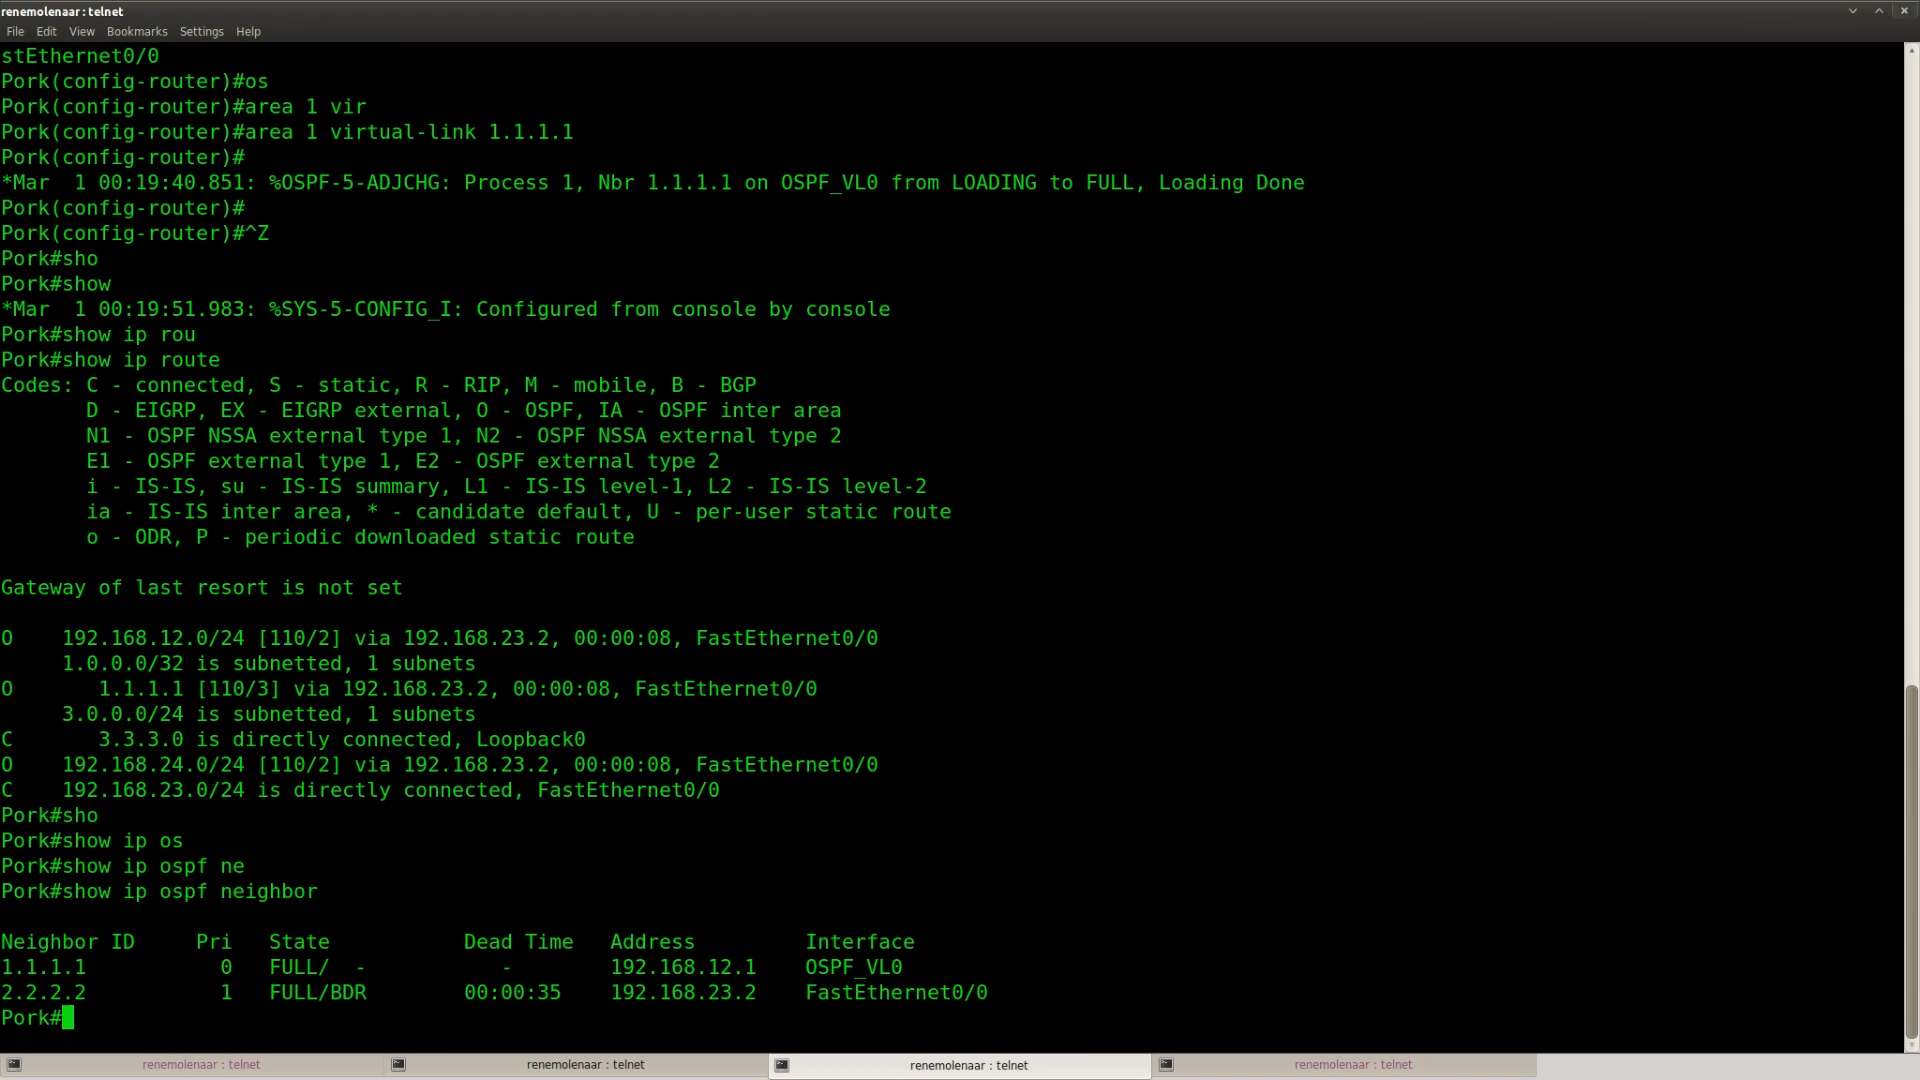 renemolenaar : telnet
File Edit View Bookmarks Settings Help
stEthernet0/0
Pork(config-router)#os
Pork(config-router)#area 1 vir
Pork(config-router)#area 1 virtual-link 1.1.1.1
Pork(config-router)#
*Mar  1 00:19:40.851: %OSPF-5-ADJCHG: Process 1, Nbr 1.1.1.1 on OSPF_VL0 from LOADING to FULL, Loading Done
Pork(config-router)#
Pork(config-router)#^Z
Pork#sho
Pork#show
*Mar  1 00:19:51.983: %SYS-5-CONFIG_I: Configured from console by console
Pork#show ip rou
Pork#show ip route
Codes: C - connected, S - static, R - RIP, M - mobile, B - BGP
       D - EIGRP, EX - EIGRP external, O - OSPF, IA - OSPF inter area
       N1 - OSPF NSSA external type 1, N2 - OSPF NSSA external type 2
       E1 - OSPF external type 1, E2 - OSPF external type 2
       i - IS-IS, su - IS-IS summary, L1 - IS-IS level-1, L2 - IS-IS level-2
       ia - IS-IS inter area, * - candidate default, U - per-user static route
       o - ODR, P - periodic downloaded static route
Gateway of last resort is not set
O    192.168.12.0/24 [110/2] via 192.168.23.2, 00:00:08, FastEthernet0/0
     1.0.0.0/32 is subnetted, 1 subnets
O       1.1.1.1 [110/3] via 192.168.23.2, 00:00:08, FastEthernet0/0
     3.0.0.0/24 is subnetted, 1 subnets
C       3.3.3.0 is directly connected, Loopback0
O    192.168.24.0/24 [110/2] via 192.168.23.2, 00:00:08, FastEthernet0/0
C    192.168.23.0/24 is directly connected, FastEthernet0/0
Pork#sho
Pork#show ip os
Pork#show ip ospf ne
Pork#show ip ospf neighbor
Neighbor ID     Pri   State           Dead Time   Address         Interface
1.1.1.1           0   FULL/  -           -        192.168.12.1    OSPF_VL0
2.2.2.2           1   FULL/BDR        00:00:35    192.168.23.2    FastEthernet0/0
Pork#
renemolenaar : telnet renemolenaar : telnet renemolenaar : telnet renemolenaar : telnet